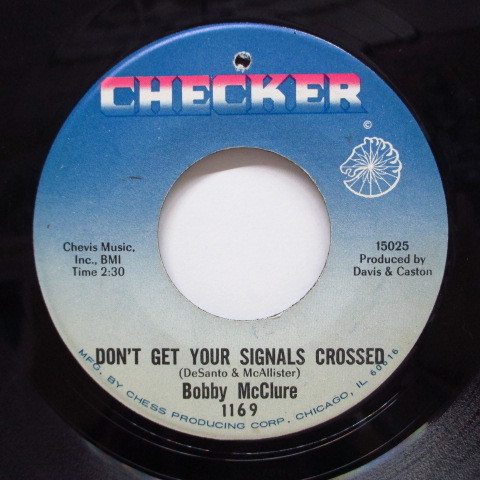 CHECKER
©
Chevis Music,
Inc., BMI
Time 2:30
15025
Produced by
Davis & Caston
DON'T GET YOUR SIGNALS CROSSED
(DeSanto & McAllister)
Bobby McClure
1169
MFG. BY CHESS PRODUCING CORP., CHICAGO, IL 60616